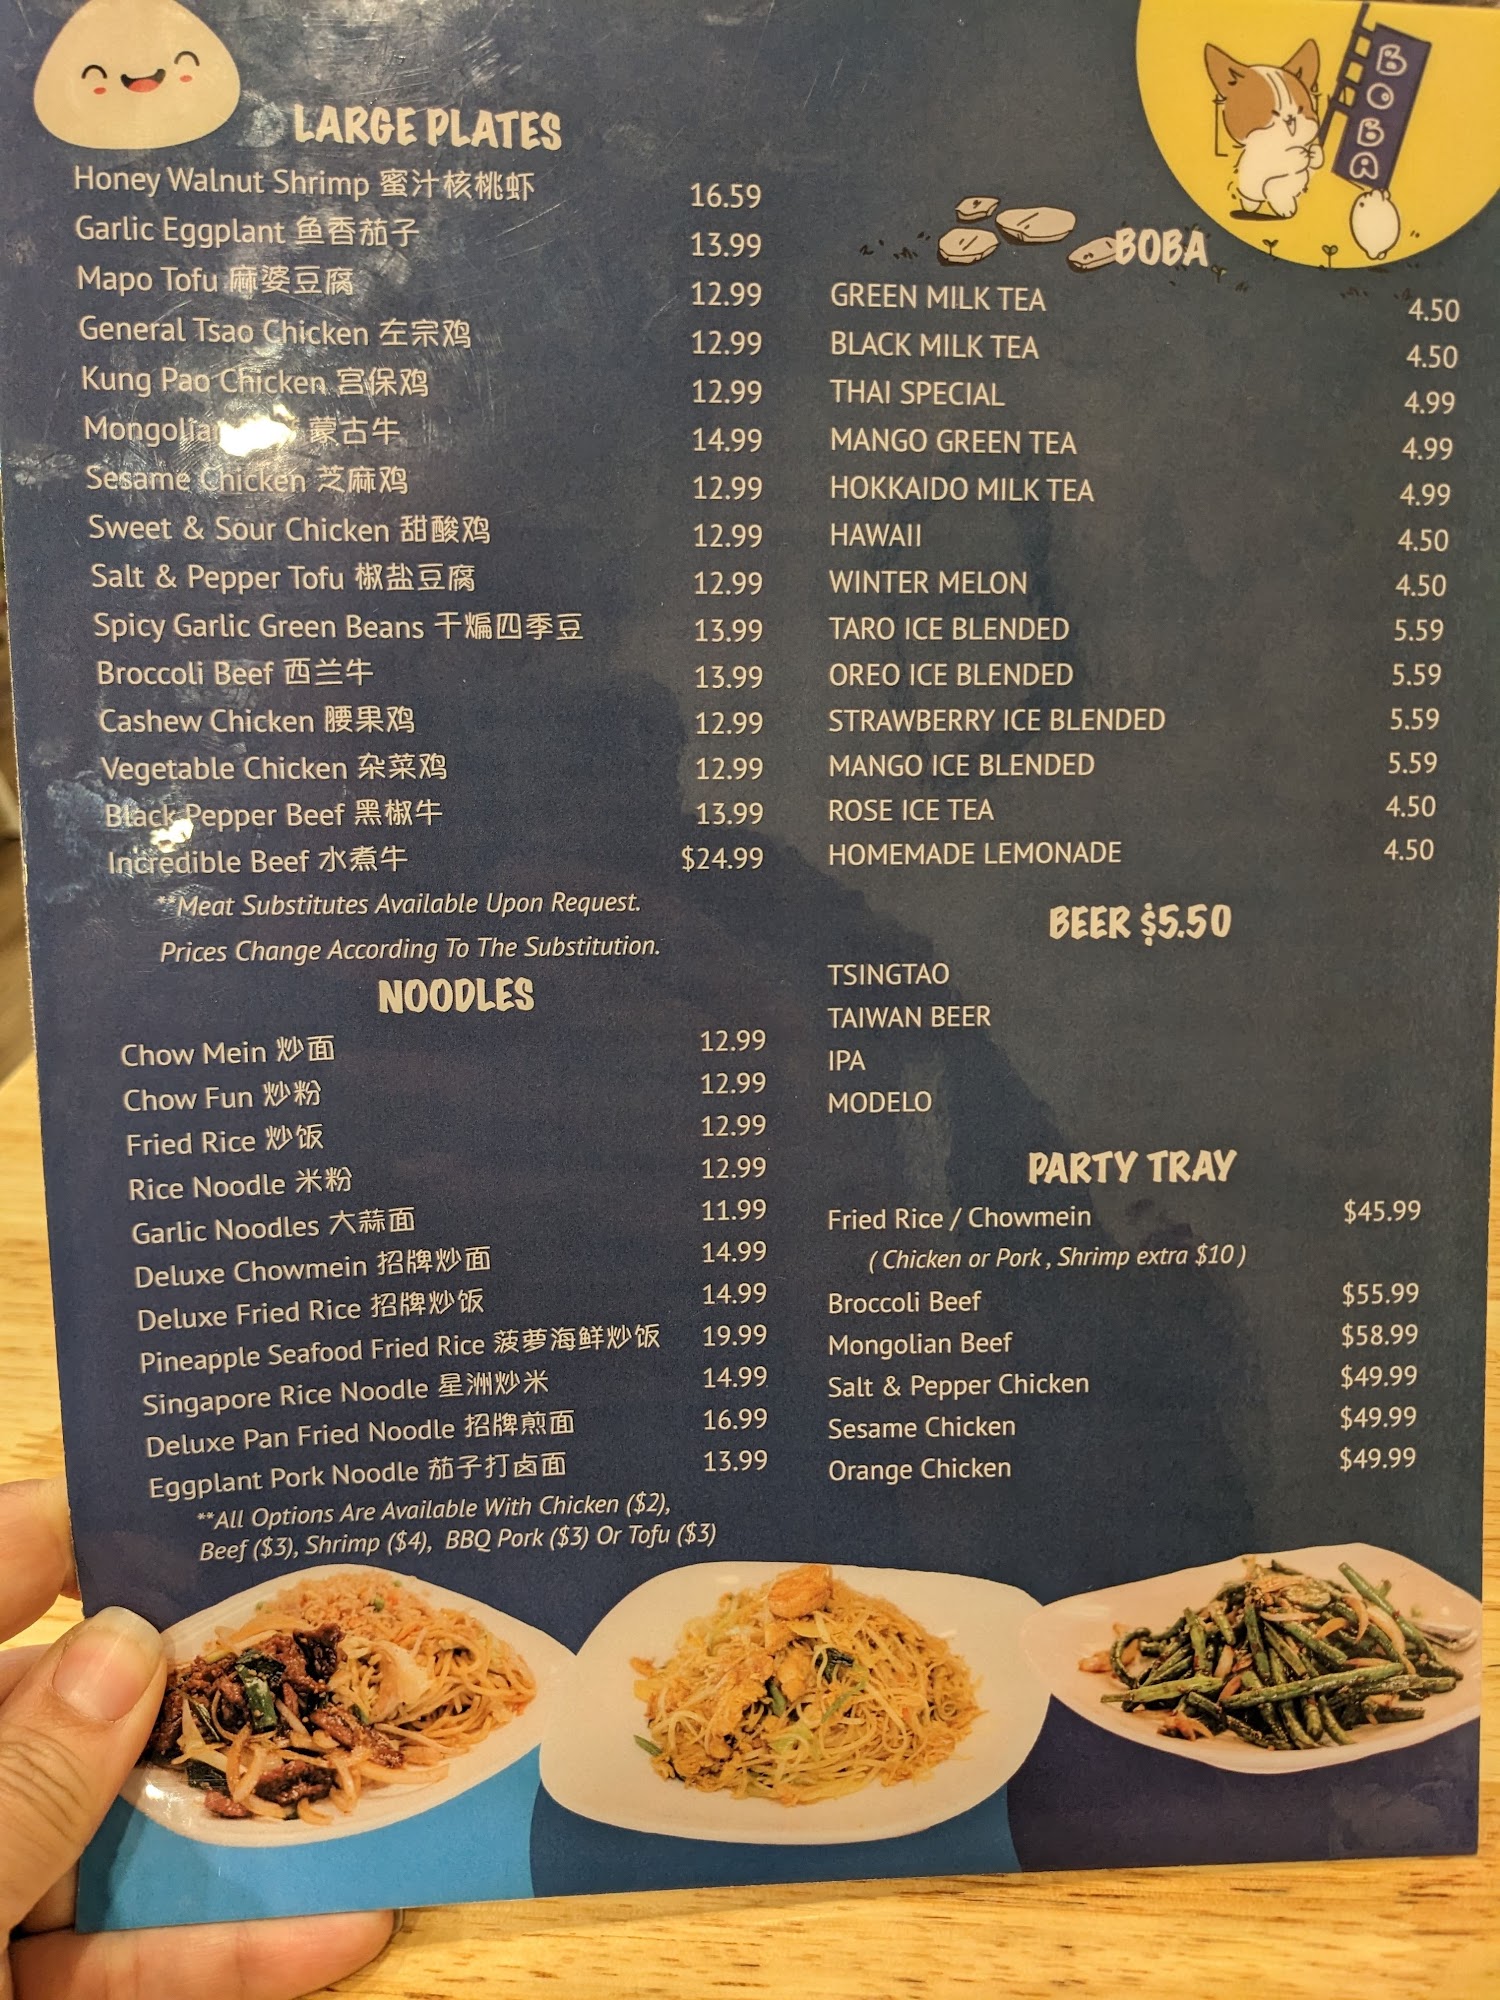 LARGE PLATES
Honey Walnut Shrimp 蜜汁核桃虾 16.59
Garlic Eggplant 鱼香茄子 13.99
Mapo Tofu 麻婆豆腐 12.99
General Tsao Chicken 左宗鸡 12.99
Kung Pao Chicken 宫保鸡 12.99
Mongolian 蒙古牛 14.99
Sesame Chicken 芝麻鸡 12.99
Sweet & Sour Chicken 甜酸鸡 12.99
Salt & Pepper Tofu 椒盐豆腐 12.99
Spicy Garlic Green Beans 干煸四季豆 13.99
Broccoli Beef 西兰牛 13.99
Cashew Chicken 腰果鸡 12.99
Vegetable Chicken 杂菜鸡 12.99
Black Pepper Beef 黑椒牛 13.99
Incredible Beef 水煮牛 $24.99
**Meat Substitutes Available Upon Request.
Prices Change According To The Substitution.
NOODLES
Chow Mein 炒面 12.99
Chow Fun 炒粉 12.99
Fried Rice 炒饭 12.99
Rice Noodle 米粉 12.99
Garlic Noodles 大蒜面 11.99
Deluxe Chowmein 招牌炒面 14.99
Deluxe Fried Rice 招牌炒饭 14.99
Pineapple Seafood Fried Rice 菠萝海鲜炒饭 19.99
Singapore Rice Noodle 星洲炒米 14.99
Deluxe Pan Fried Noodle 招牌煎面 16.99
Eggplant Pork Noodle 茄子打卤面 13.99
**All Options Are Available With Chicken ($2),
Beef ($3), Shrimp ($4), BBQ Pork ($3) Or Tofu ($3)
BOBA
BOBA
GREEN MILK TEA 4.50
BLACK MILK TEA 4.50
THAI SPECIAL 4.99
MANGO GREEN TEA 4.99
HOKKAIDO MILK TEA 4.99
HAWAII 4.50
WINTER MELON 4.50
TARO ICE BLENDED 5.59
OREO ICE BLENDED 5.59
STRAWBERRY ICE BLENDED 5.59
MANGO ICE BLENDED 5.59
ROSE ICE TEA 4.50
HOMEMADE LEMONADE 4.50
BEER $5.50
TSINGTAO
TAIWAN BEER
IPA
MODELO
PARTY TRAY
Fried Rice / Chowmein $45.99
( Chicken or Pork , Shrimp extra $10 )
Broccoli Beef $55.99
Mongolian Beef $58.99
Salt & Pepper Chicken $49.99
Sesame Chicken $49.99
Orange Chicken $49.99